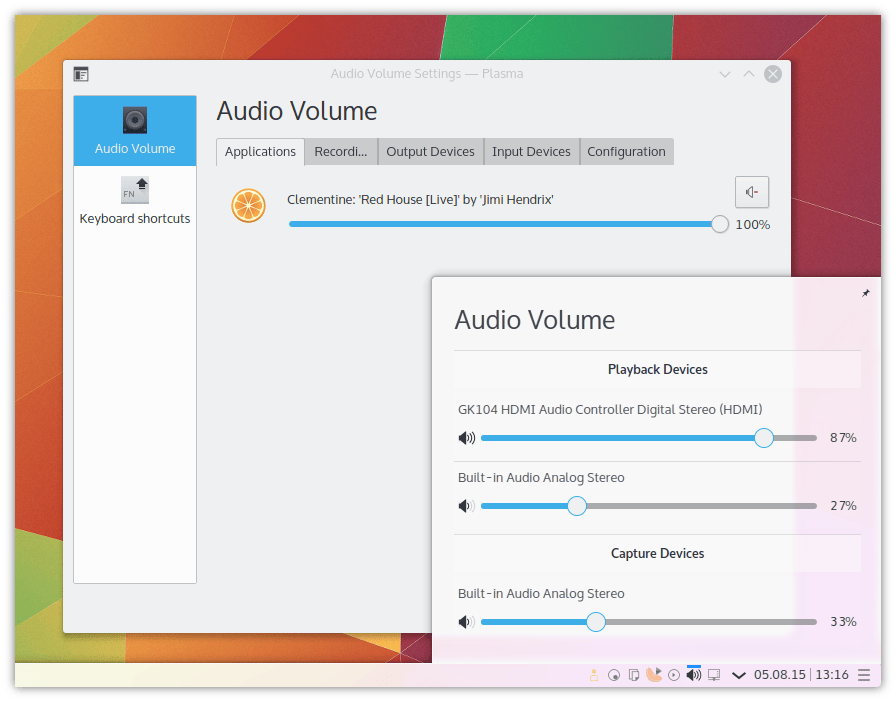 Audio Volume Settings — Plasma
Audio Volume
Audio Volume
Applications
Recordi...
Output Devices
Input Devices
Configuration
FN
Keyboard shortcuts
Clementine: 'Red House [Live]' by 'Jimi Hendrix'
100%
Audio Volume
Playback Devices
GK104 HDMI Audio Controller Digital Stereo (HDMI)
87%
Built-in Audio Analog Stereo
27%
Capture Devices
Built-in Audio Analog Stereo
33%
05.08.15
13:16